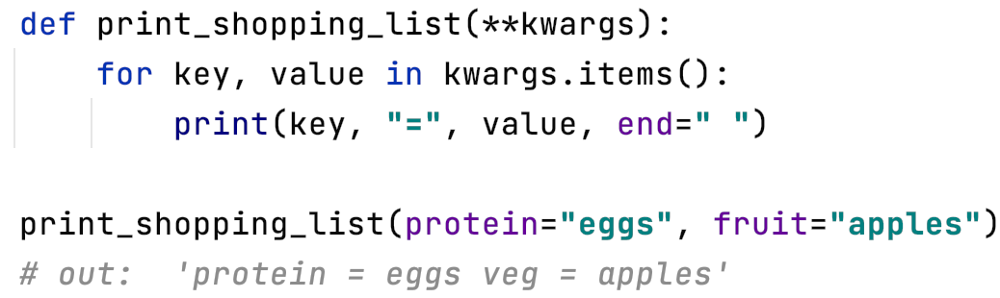 def print_shopping_list(**kwargs):
    for key, value in kwargs.items():
        print(key, "=", value, end=" ")

print_shopping_list(protein="eggs", fruit="apples")
# out:  'protein = eggs veg = apples'